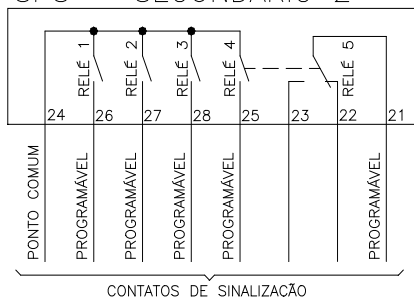 RELÉ 1
RELÉ 2
RELÉ 3
RELÉ 4
RELÉ 5
24 26 27 28 25 23 22 21
PONTO COMUM
PROGRAMÁVEL
PROGRAMÁVEL
PROGRAMÁVEL
PROGRAMÁVEL
PROGRAMÁVEL
PROGRAMÁVEL
CONTATOS DE SINALIZAÇÃO